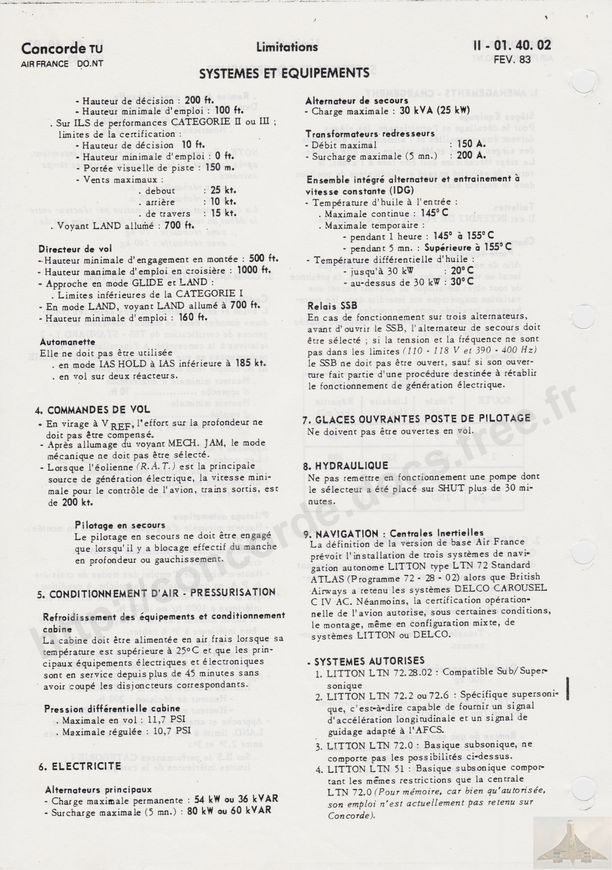 Concorde TU
AIR FRANCE DO.NT
Limitations
SYSTEMES ET EQUIPEMENTS
II - 01. 40. 02
FEV. 83
- Hauteur de décision : 200 ft.
- Hauteur minimale d'emploi : 100 ft.
. Sur ILS de performances CATEGORIE II ou III ;
limites de la certification :
- Hauteur de décision 10 ft.
- Hauteur minimale d'emploi : 0 ft.
- Portée visuelle de piste : 150 m.
- Vents maximaux :
. debout : 25 kt.
. arrière : 10 kt.
. de travers : 15 kt.
. Voyant LAND allumé : 700 ft.
Directeur de vol
- Hauteur minimale d'engagement en montée : 500 ft.
- Hauteur manimale d'emploi en croisière : 1000 ft.
- Approche en mode GLIDE et LAND :
. Limites inférieures de la CATEGORIE I
- En mode LAND, voyant LAND allumé à 700 ft.
- Hauteur minimale d'emploi : 160 ft.
Automanette
Elle ne doit pas être utilisée
. en mode IAS HOLD à IAS inférieure à 185 kt.
. en vol sur deux réacteurs.
4. COMMANDES DE VOL
- En virage à VREF, l'effort sur la profondeur ne
doit pas être compensé.
- Après allumage du voyant MECH. JAM, le mode
mécanique ne doit pas être sélecté.
- Lorsque l'éolienne (R.A.T.) est la principale
source de génération électrique, la vitesse mini-
male pour le contrôle de l'avion, trains sortis, est
de 200 kt.
Pilotage en secours
Le pilotage en secours ne doit être engagé
que lorsqu'il y a blocage effectif du manche
en profondeur ou gauchissement.
5. CONDITIONNEMENT D'AIR - PRESSURISATION
Refroidissement des équipements et conditionnement
cabine
La cabine doit être alimentée en air frais lorsque sa
température est supérieure à 25°C et que les prin-
cipaux équipements électriques et électroniques
sont en service depuis plus de 45 minutes sans
avoir coupé les disjoncteurs correspondants.
Pression différentielle cabine
. Maximale en vol : 11,7 PSI
. Maximale régulée : 10,7 PSI
6. ELECTRICITE
Alternateurs principaux
- Charge maximale permanente : 54 kW ou 36 kVAR
- Surcharge maximale (5 mn.) : 80 kW ou 60 kVAR
Alternateur de secours
- Charge maximale : 30 kVA (25 kW)
Transformateurs redresseurs
- Débit maximal : 150 A.
- Surcharge maximale (5 mn.) : 200 A.
Ensemble intégré alternateur et entrainement à
vitesse constante (IDG)
- Température d'huile à l'entrée :
. Maximale continue : 145°C
. Maximale temporaire :
- pendant 1 heure : 145° à 155°C
- pendant 5 mn. : Supérieure à 155°C
- Température différentielle d'huile :
- jusqu'à 30 kW : 20°C
- au-dessus de 30 kW : 30°C
Relais SSB
En cas de fonctionnement sur trois alternateurs,
avant d'ouvrir le SSB, l'alternateur de secours doit
être sélecté ; si la tension et la fréquence ne sont
pas dans les limites (110 - 118 V et 390 - 400 Hz)
le SSB ne doit pas être ouvert, sauf si son ouver-
ture fait partie d'une procédure destinée à rétablir
le fonctionnement de génération électrique.
7. GLACES OUVRANTES POSTE DE PILOTAGE
Ne doivent pas être ouvertes en vol.
8. HYDRAULIQUE
Ne pas remettre en fonctionnement une pompe dont
le sélecteur a été placé sur SHUT plus de 30 mi-
nutes.
9. NAVIGATION : Centrales Inertielles
La définition de la version de base Air France
prévoit l'installation de trois systèmes de navi-
gation autonome LITTON type LTN 72 Standard
ATLAS (Programme 72 - 28 - 02) alors que British
Airways a retenu les systèmes DELCO CAROUSEL
C IV AC. Néanmoins, la certification opération-
nelle de l'avion autorise, sous certaines conditions,
le montage, même en configuration mixte, de
systèmes LITTON ou DELCO.
- SYSTEMES AUTORISES
1. LITTON LTN 72.28.02 : Compatible Sub/Super-
sonique
2. LITTON LTN 72.2 ou 72.6 : Spécifique supersoni-
que, c'est-à-dire capable de fournir un signal
d'accélération longitudinale et un signal de
guidage adapté à l'AFCS.
3. LITTON LTN 72.0 : Basique subsonique, ne
comporte pas les possibilités ci-dessus.
4. LITTON LTN 51 : Basique subsonique compor-
tant les mêmes restrictions que la centrale
LTN 72.0 (Pour mémoire, car bien qu'autorisée,
son emploi n'est actuellement pas retenu sur
Concorde).
http://concorde.docs.free.fr